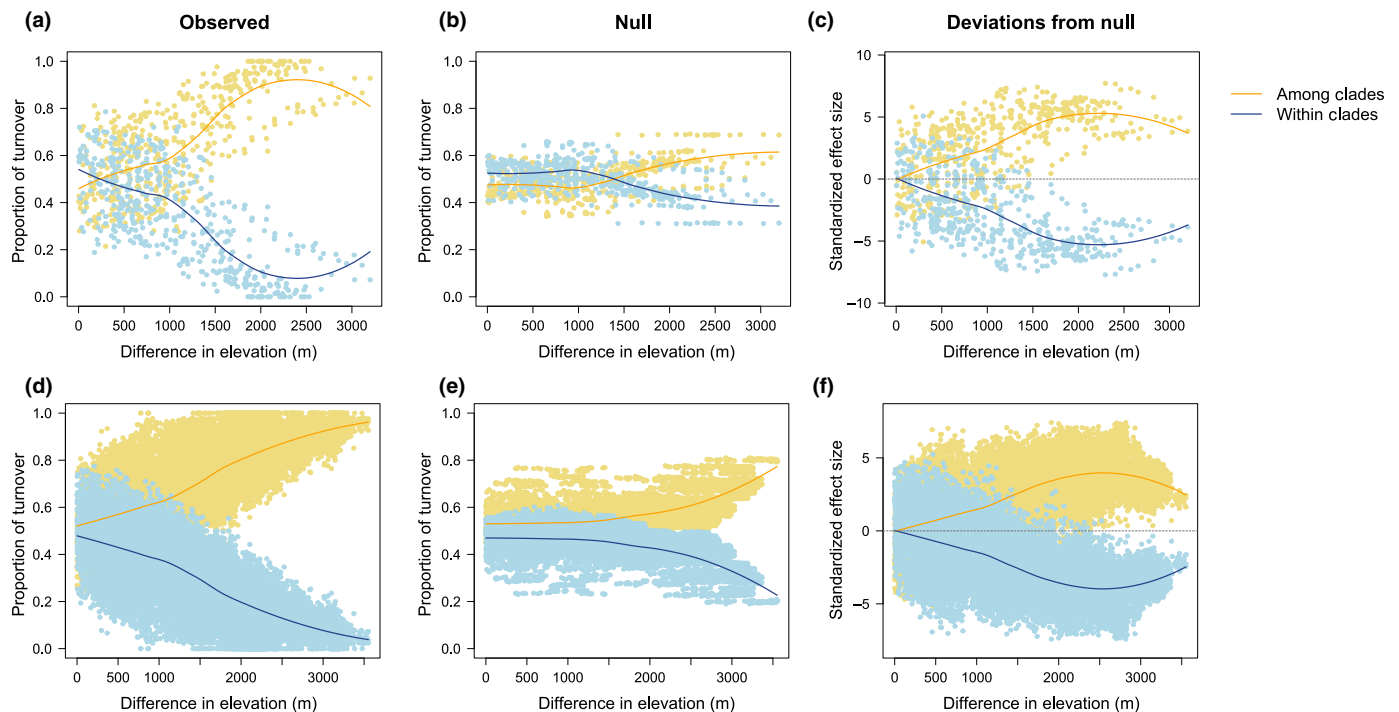 (a) Observed
(b) Null
(c) Deviations from null
Proportion of turnover
1.0
0.8
0.6
0.4
0.2
0.0
0 500 1000 1500 2000 2500 3000
Difference in elevation (m)
Proportion of turnover
1.0
0.8
0.6
0.4
0.2
0.0
0 500 1000 1500 2000 2500 3000
Difference in elevation (m)
Standardized effect size
10
5
0
−5
−10
0 500 1000 1500 2000 2500 3000
Difference in elevation (m)
Among clades
Within clades
(d)
Proportion of turnover
1.0
0.8
0.6
0.4
0.2
0.0
0 1000 2000 3000
Difference in elevation (m)
(e)
Proportion of turnover
1.0
0.8
0.6
0.4
0.2
0.0
0 1000 2000 3000
Difference in elevation (m)
(f)
Standardized effect size
5
0
−5
0 1000 2000 3000
Difference in elevation (m)